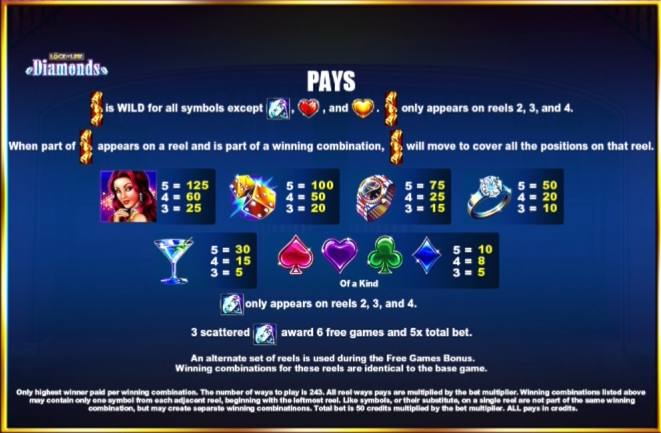 LOCK it LINK
Diamonds
PAYS
is WILD for all symbols except , , and . only appears on reels 2, 3, and 4.
When part of appears on a reel and is part of a winning combination, will move to cover all the positions on that reel.
5 = 125 5 = 100 5 = 75 5 = 50
4 = 60 4 = 50 4 = 25 4 = 20
3 = 25 3 = 20 3 = 15 3 = 10
5 = 30 5 = 10
4 = 15 4 = 8
3 = 5 3 = 5
Of a Kind
only appears on reels 2, 3, and 4.
3 scattered award 6 free games and 5x total bet.
An alternate set of reels is used during the Free Games Bonus.
Winning combinations for these reels are identical to the base game.
Only highest winner paid per winning combination. The number of ways to play is 243. All reel ways pays are multiplied by the bet multiplier. Winning combinations listed above
may contain only one symbol from each adjacent reel, beginning with the leftmost reel. Like symbols, or their substitute, on a single reel are not part of the same winning
combination, but may create separate winning combinatinons. Total bet is 50 credits multiplied by the bet multiplier. ALL pays in credits.